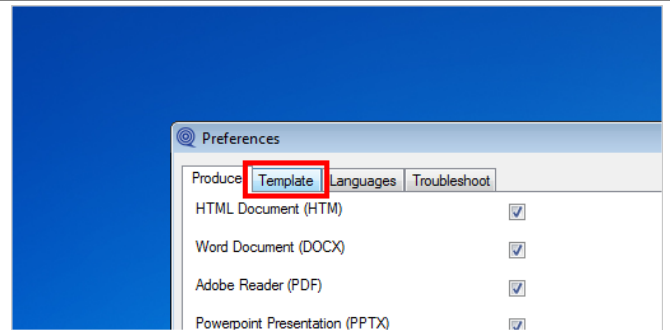 Preferences
Produce Template Languages Troubleshoot
HTML Document (HTM)
Word Document (DOCX)
Adobe Reader (PDF)
Powerpoint Presentation (PPTX)